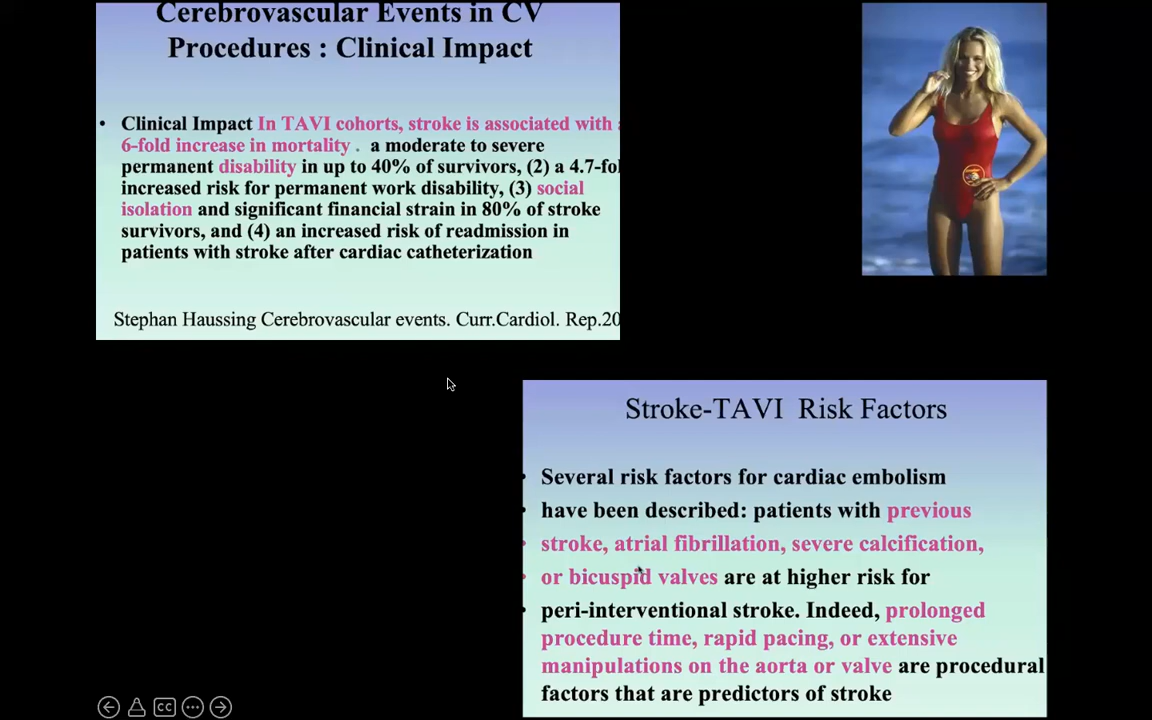 Cerebrovascular Events in CV
Procedures : Clinical Impact
• Clinical Impact In TAVI cohorts, stroke is associated with
6-fold increase in mortality . a moderate to severe
permanent disability in up to 40% of survivors, (2) a 4.7-fol
increased risk for permanent work disability, (3) social
isolation and significant financial strain in 80% of stroke
survivors, and (4) an increased risk of readmission in
patients with stroke after cardiac catheterization
Stephan Haussing Cerebrovascular events. Curr.Cardiol. Rep.20
Stroke-TAVI Risk Factors
• Several risk factors for cardiac embolism
• have been described: patients with previous
• stroke, atrial fibrillation, severe calcification,
• or bicuspid valves are at higher risk for
• peri-interventional stroke. Indeed, prolonged
procedure time, rapid pacing, or extensive
manipulations on the aorta or valve are procedural
factors that are predictors of stroke
CC